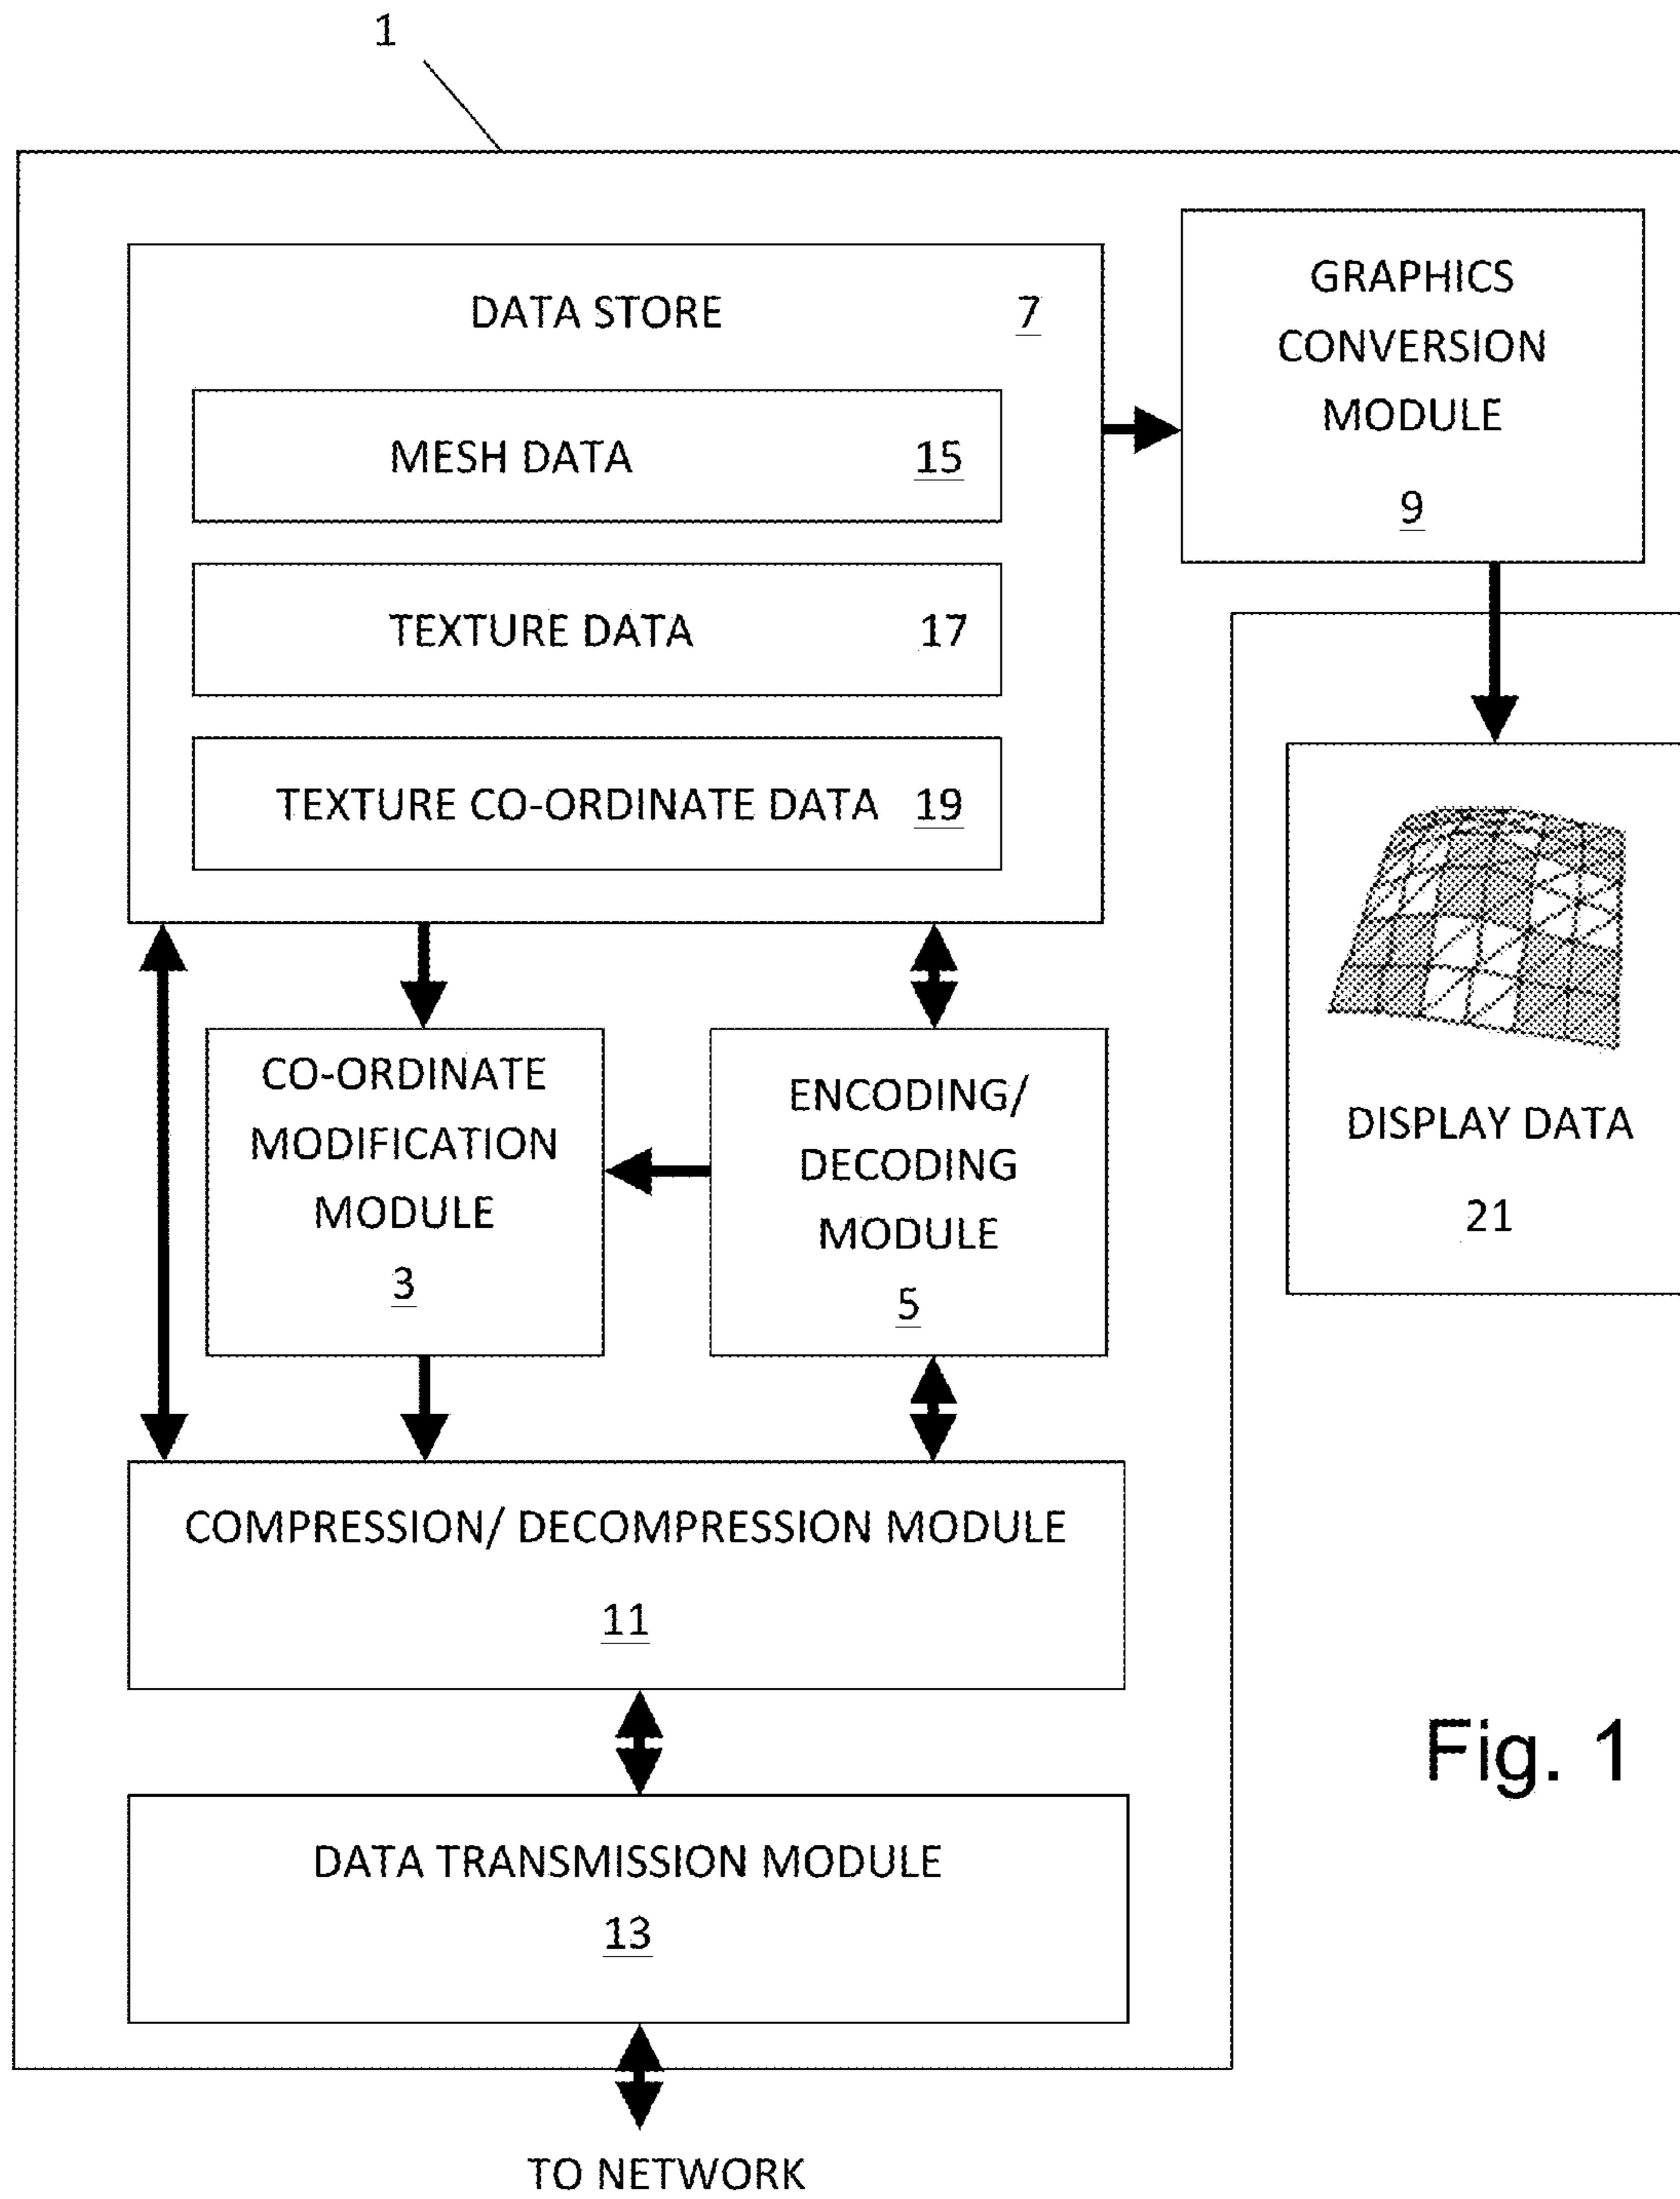 1
DATA STORE 7
MESH DATA 15
TEXTURE DATA 17
TEXTURE CO-ORDINATE DATA 19
GRAPHICS
CONVERSION
MODULE
9
DISPLAY DATA
21
CO-ORDINATE
MODIFICATION
MODULE
3
ENCODING/
DECODING
MODULE
5
COMPRESSION/ DECOMPRESSION MODULE
11
DATA TRANSMISSION MODULE
13
TO NETWORK
Fig. 1